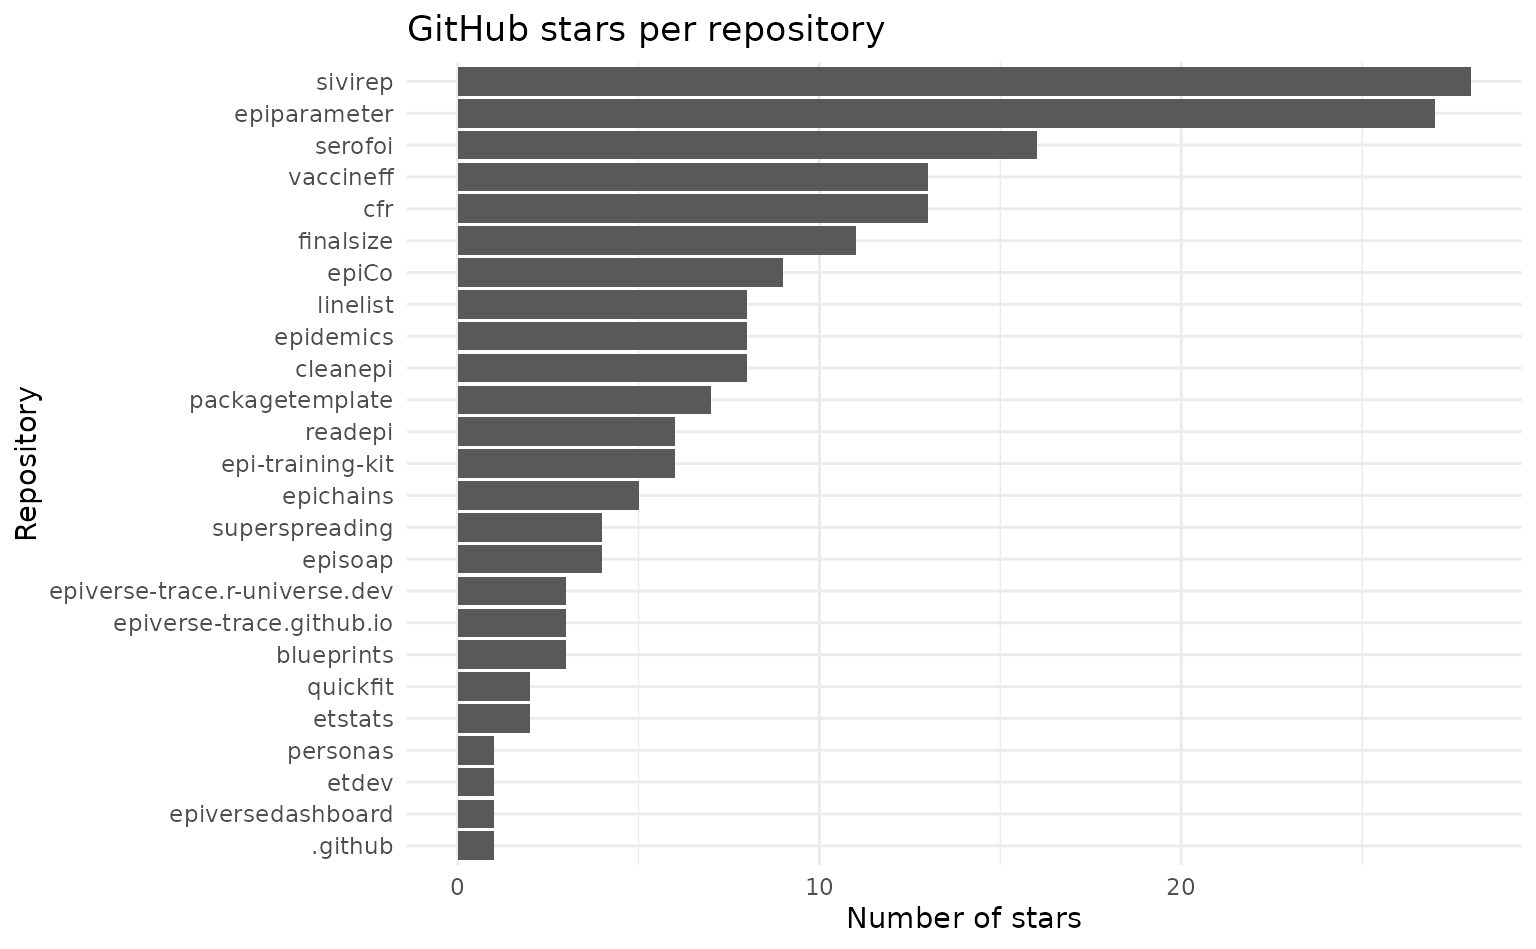 GitHub stars per repository
sivirep
epiparameter
serofoi
vaccineff
cfr
finalsize
epiCo
linelist
epidemics
cleanepi
packagetemplate
readepi
epi-training-kit
epichains
superspreading
episoap
epiverse-trace.r-universe.dev
epiverse-trace.github.io
blueprints
quickfit
etstats
personas
etdev
epiversedashboard
.github
Repository
0 10 20
Number of stars